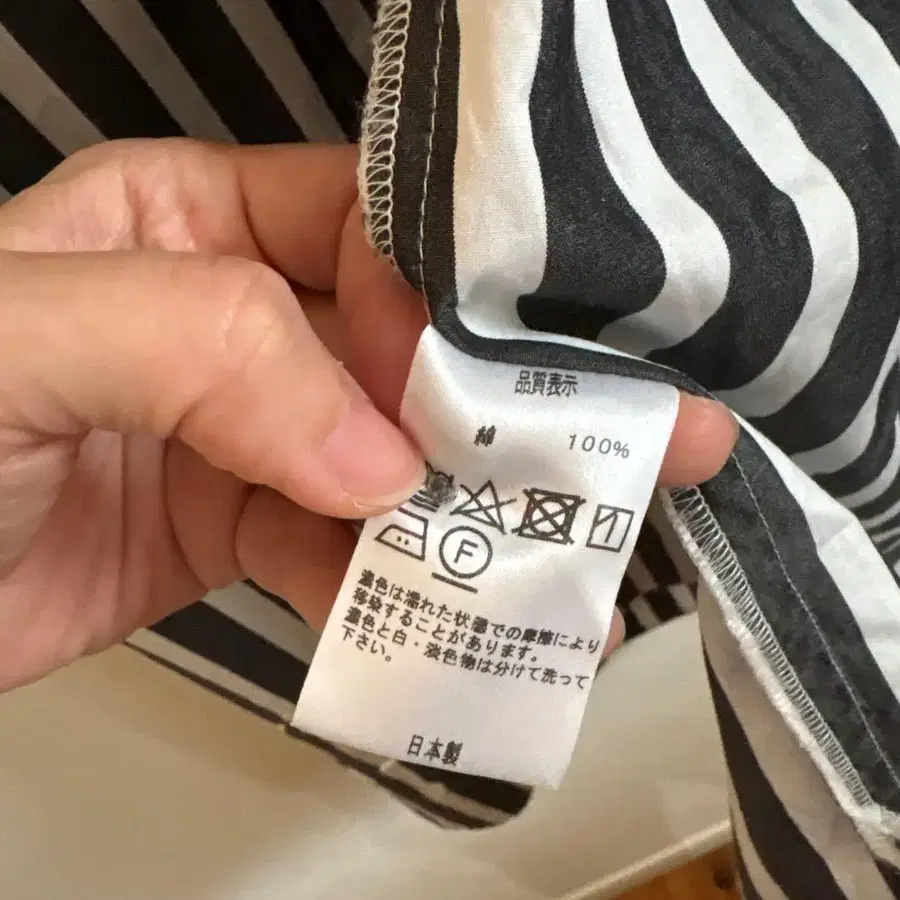 品質表示
綿 100%
F
濃色は濡れた状態での摩擦により
移染することがあります。
濃色と白・淡色物は分けて洗って
下さい。
日本製